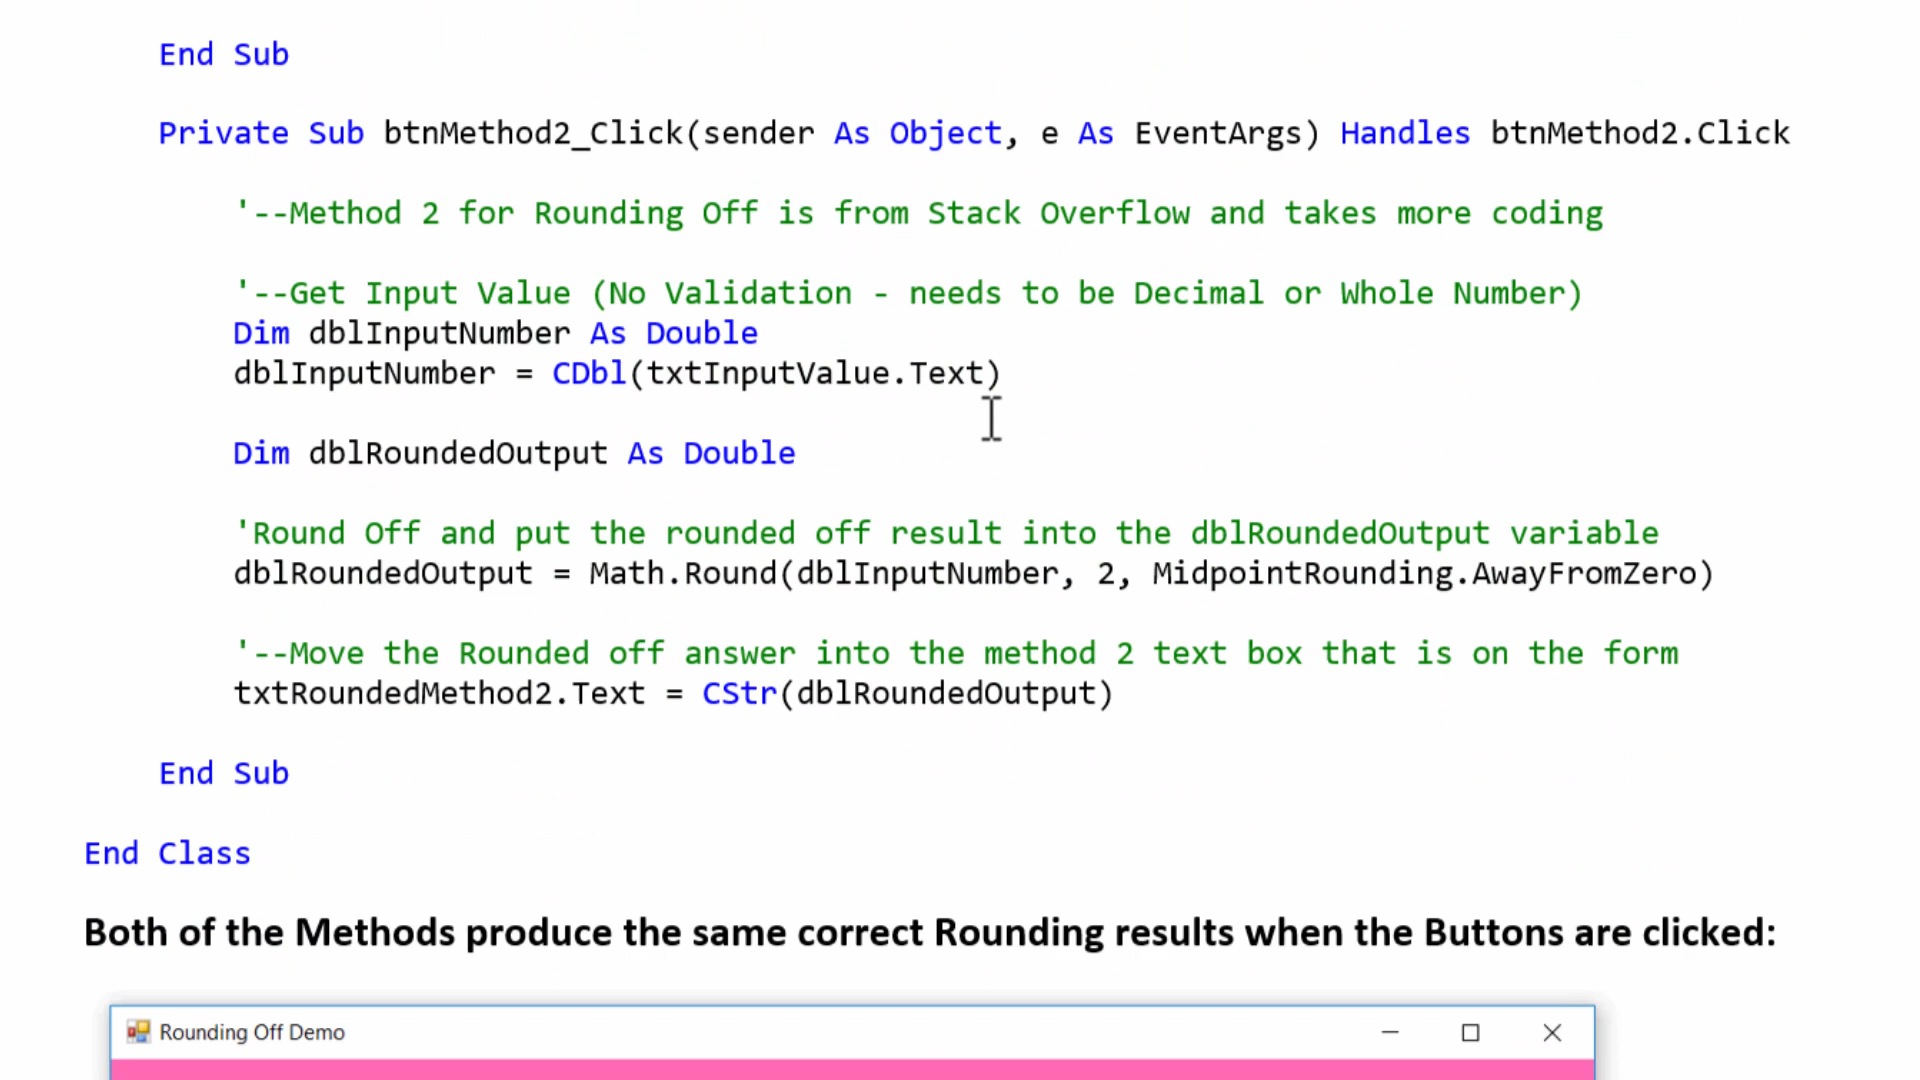 End Sub
Private Sub btnMethod2_Click(sender As Object, e As EventArgs) Handles btnMethod2.Click
'--Method 2 for Rounding Off is from Stack Overflow and takes more coding
'--Get Input Value (No Validation - needs to be Decimal or Whole Number)
Dim dblInputNumber As Double
dblInputNumber = CDbl(txtInputValue.Text)
Dim dblRoundedOutput As Double
'Round Off and put the rounded off result into the dblRoundedOutput variable
dblRoundedOutput = Math.Round(dblInputNumber, 2, MidpointRounding.AwayFromZero)
'--Move the Rounded off answer into the method 2 text box that is on the form
txtRoundedMethod2.Text = CStr(dblRoundedOutput)
End Sub
End Class
Both of the Methods produce the same correct Rounding results when the Buttons are clicked:
Rounding Off Demo